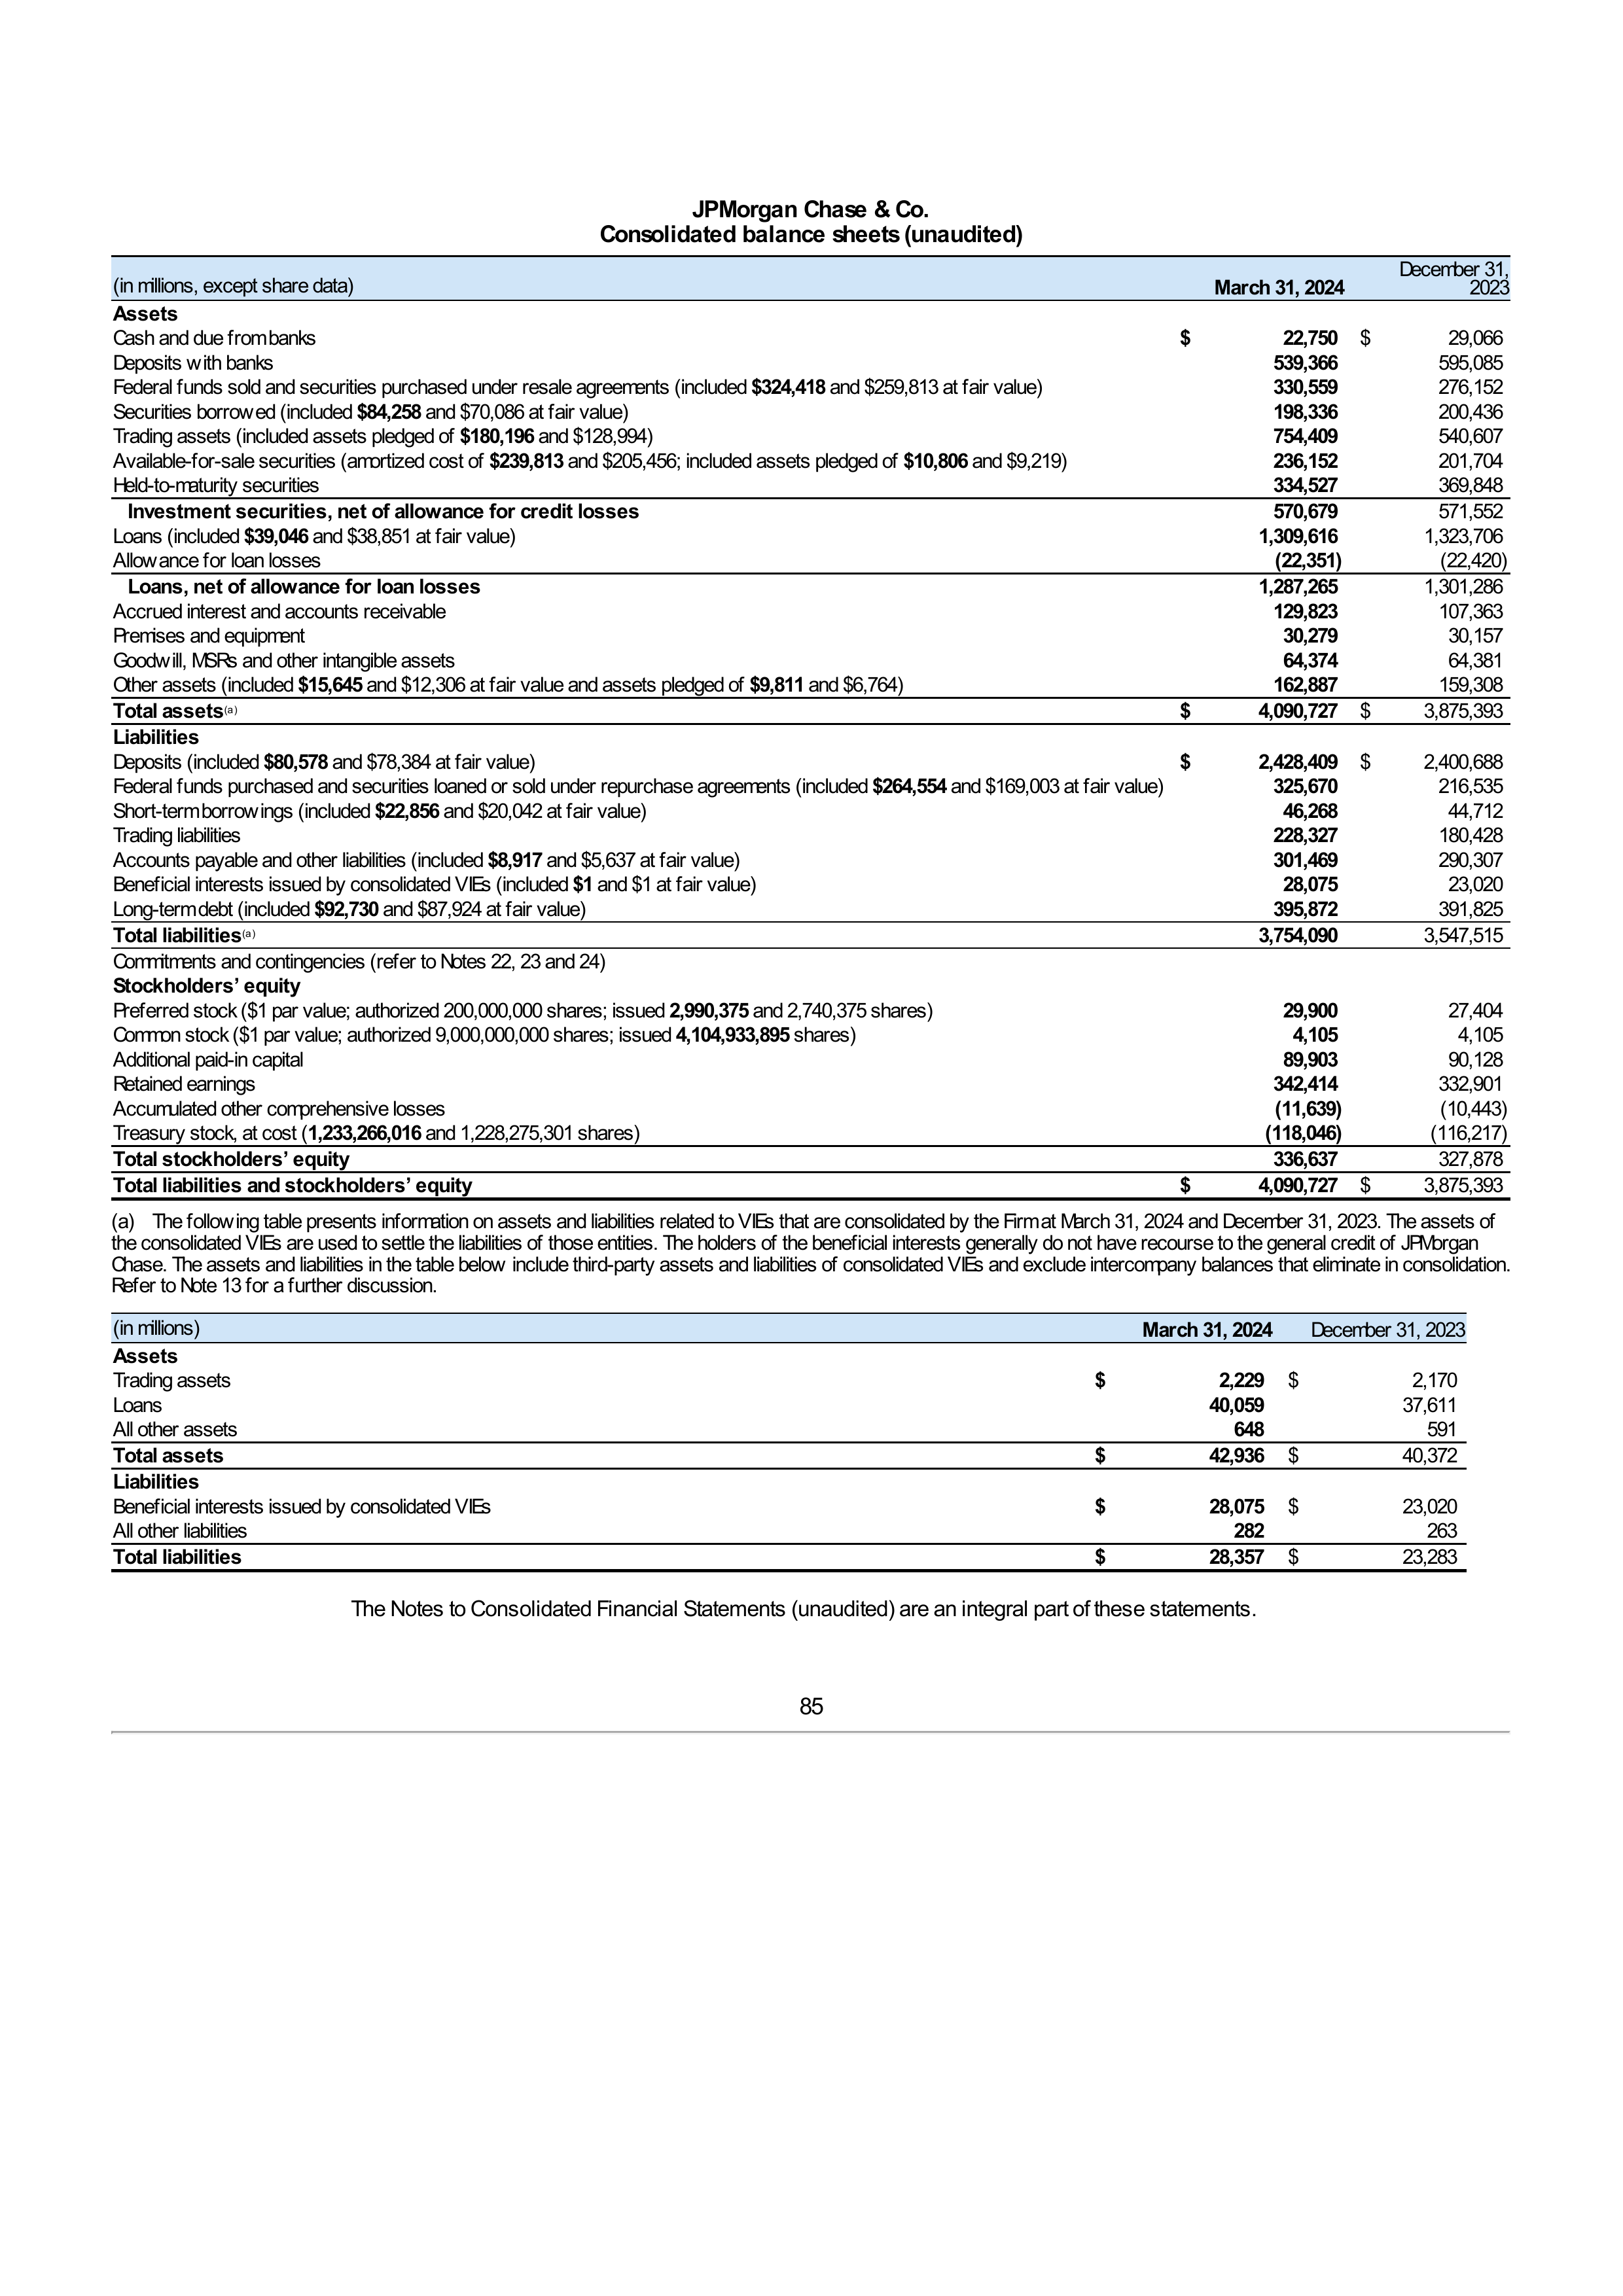 JPMorgan Chase & Co.
Consolidated balance sheets (unaudited)
(in millions, except share data) March 31, 2024 December 31, 2023
Assets
Cash and due from banks $ 22,750 $ 29,066
Deposits with banks 539,366 595,085
Federal funds sold and securities purchased under resale agreements (included $324,418 and $259,813 at fair value) 330,559 276,152
Securities borrowed (included $84,258 and $70,086 at fair value) 198,336 200,436
Trading assets (included assets pledged of $180,196 and $128,994) 754,409 540,607
Available-for-sale securities (amortized cost of $239,813 and $205,456; included assets pledged of $10,806 and $9,219) 236,152 201,704
Held-to-maturity securities 334,527 369,848
Investment securities, net of allowance for credit losses 570,679 571,552
Loans (included $39,046 and $38,851 at fair value) 1,309,616 1,323,706
Allowance for loan losses (22,351) (22,420)
Loans, net of allowance for loan losses 1,287,265 1,301,286
Accrued interest and accounts receivable 129,823 107,363
Premises and equipment 30,279 30,157
Goodwill, MSRs and other intangible assets 64,374 64,381
Other assets (included $15,645 and $12,306 at fair value and assets pledged of $9,811 and $6,764) 162,887 159,308
Total assets(a) $ 4,090,727 $ 3,875,393
Liabilities
Deposits (included $80,578 and $78,384 at fair value) $ 2,428,409 $ 2,400,688
Federal funds purchased and securities loaned or sold under repurchase agreements (included $264,554 and $169,003 at fair value) 325,670 216,535
Short-term borrowings (included $22,856 and $20,042 at fair value) 46,268 44,712
Trading liabilities 228,327 180,428
Accounts payable and other liabilities (included $8,917 and $5,637 at fair value) 301,469 290,307
Beneficial interests issued by consolidated VIEs (included $1 and $1 at fair value) 28,075 23,020
Long-term debt (included $92,730 and $87,924 at fair value) 395,872 391,825
Total liabilities(a) 3,754,090 3,547,515
Commitments and contingencies (refer to Notes 22, 23 and 24)
Stockholders’ equity
Preferred stock ($1 par value; authorized 200,000,000 shares; issued 2,990,375 and 2,740,375 shares) 29,900 27,404
Common stock ($1 par value; authorized 9,000,000,000 shares; issued 4,104,933,895 shares) 4,105 4,105
Additional paid-in capital 89,903 90,128
Retained earnings 342,414 332,901
Accumulated other comprehensive losses (11,639) (10,443)
Treasury stock, at cost (1,233,266,016 and 1,228,275,301 shares) (118,046) (116,217)
Total stockholders’ equity 336,637 327,878
Total liabilities and stockholders’ equity $ 4,090,727 $ 3,875,393
(a) The following table presents information on assets and liabilities related to VIEs that are consolidated by the Firm at March 31, 2024 and December 31, 2023. The assets of
the consolidated VIEs are used to settle the liabilities of those entities. The holders of the beneficial interests generally do not have recourse to the general credit of JPMorgan
Chase. The assets and liabilities in the table below include third-party assets and liabilities of consolidated VIEs and exclude intercompany balances that eliminate in consolidation.
Refer to Note 13 for a further discussion.
(in millions) March 31, 2024 December 31, 2023
Assets
Trading assets $ 2,229 $ 2,170
Loans 40,059 37,611
All other assets 648 591
Total assets $ 42,936 $ 40,372
Liabilities
Beneficial interests issued by consolidated VIEs $ 28,075 $ 23,020
All other liabilities 282 263
Total liabilities $ 28,357 $ 23,283
The Notes to Consolidated Financial Statements (unaudited) are an integral part of these statements.
85